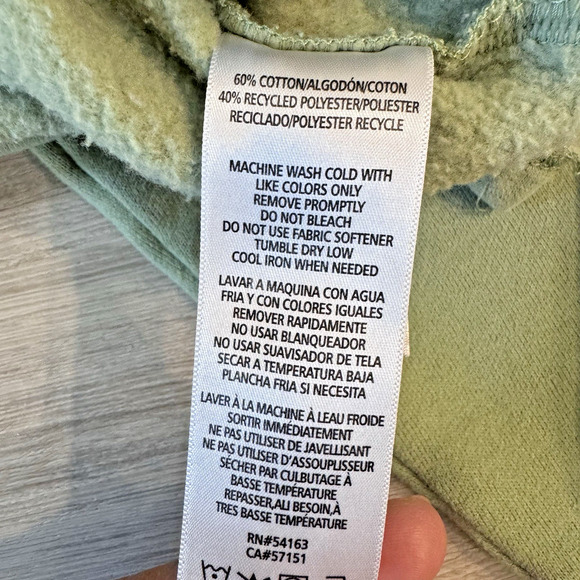 60% COTTON/ALGODÓN/COTON
40% RECYCLED POLYESTER/POLIESTER
RECICLADO/POLYESTER RECYCLE
MACHINE WASH COLD WITH
LIKE COLORS ONLY
REMOVE PROMPTLY
DO NOT BLEACH
DO NOT USE FABRIC SOFTENER
TUMBLE DRY LOW
COOL IRON WHEN NEEDED
LAVAR A MAQUINA CON AGUA
FRIA Y CON COLORES IGUALES
REMOVER RAPIDAMENTE
NO USAR BLANQUEADOR
NO USAR SUAVISADOR DE TELA
SECAR A TEMPERATURA BAJA
PLANCHA FRIA SI NECESITA
LAVER À LA MACHINE À LEAU FROIDE
SORTIR IMMÉDIATEMENT
NE PAS UTILISER DE JAVELLISANT
NE PAS UTILISER D'ASSOUPLISSEUR
SÉCHER PAR CULBUTAGE À
BASSE TEMPÉRATURE
REPASSER,ALI BESOIN,À
TRES BASSE TEMPÉRATURE
RN#54163
CA#57151